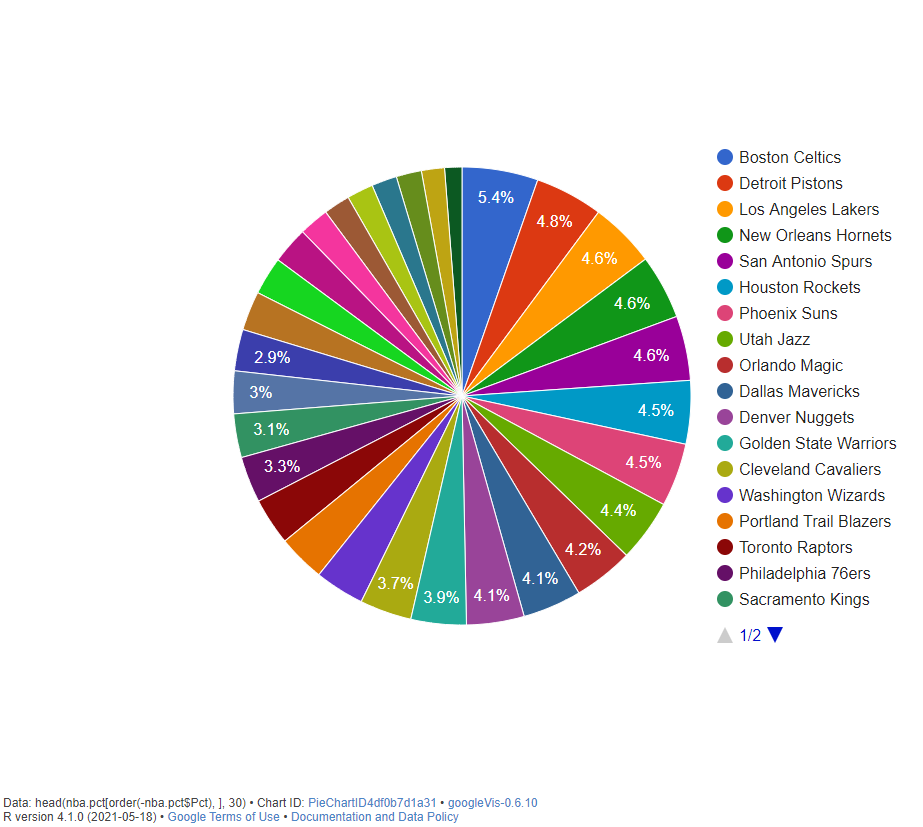 5.4%
4.8%
4.6%
4.6%
4.6%
4.5%
4.5%
4.4%
4.2%
4.1%
4.1%
3.9%
3.7%
3.3%
3.1%
3%
2.9%
Boston Celtics
Detroit Pistons
Los Angeles Lakers
New Orleans Hornets
San Antonio Spurs
Houston Rockets
Phoenix Suns
Utah Jazz
Orlando Magic
Dallas Mavericks
Denver Nuggets
Golden State Warriors
Cleveland Cavaliers
Washington Wizards
Portland Trail Blazers
Toronto Raptors
Philadelphia 76ers
Sacramento Kings
1/2
Data: head(nba.pct[order(-nba.pct$Pct), ], 30) • Chart ID: PieChartID4df0b7d1a31 • googleVis-0.6.10
R version 4.1.0 (2021-05-18) • Google Terms of Use • Documentation and Data Policy